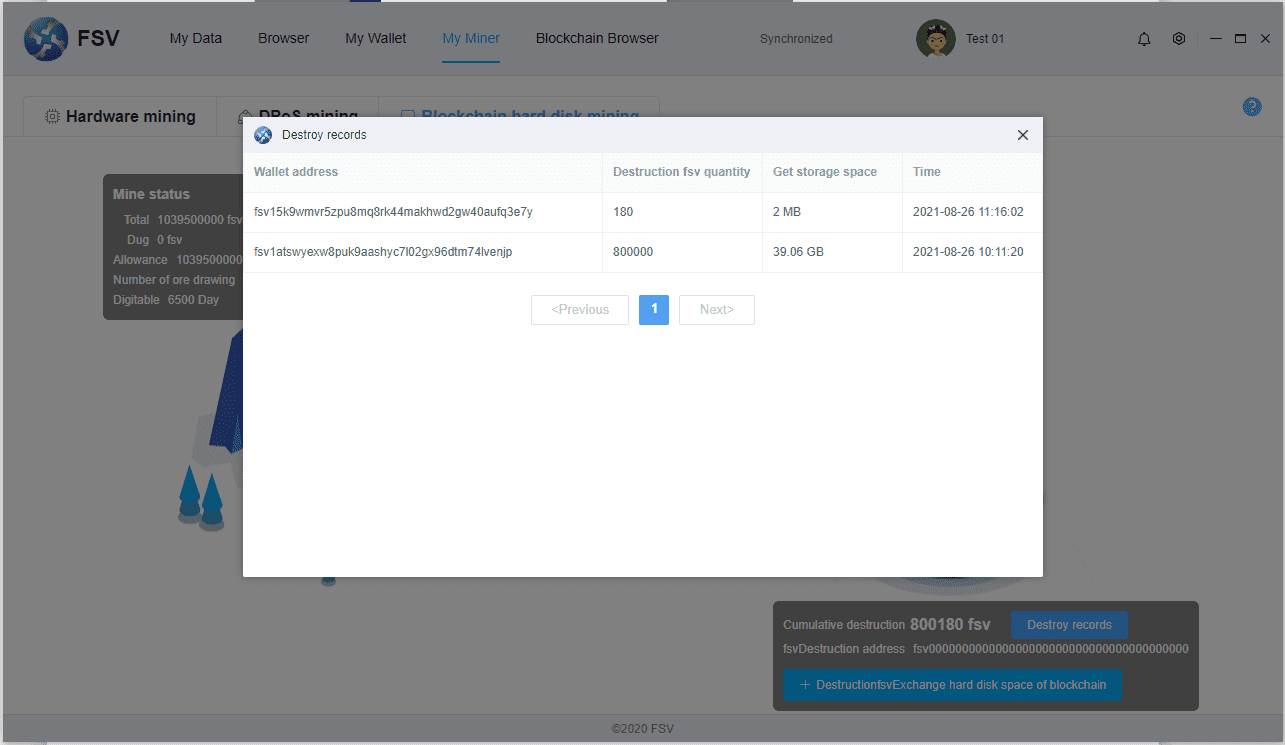 FSV My Data Browser My Wallet My Miner Blockchain Browser Synchronized Test 01
Hardware mining DPoS mining Blockchain hard disk mining
Destroy records
Wallet address Destruction fsv quantity Get storage space Time
fsv15k9wmvr5zpu8mq8rk44makhwd2gw40aufq3e7y 180 2 MB 2021-08-26 11:16:02
fsv1atswyexw8puk9aashyc7l02gx96dtm74lvenjp 800000 39.06 GB 2021-08-26 10:11:20
<Previous 1 Next>
Mine status
Total 1039500000 fsv
Dug 0 fsv
Allowance 1039500000
Number of ore drawing
Digitable 6500 Day
Cumulative destruction 800180 fsv Destroy records
fsvDestruction address fsv00000000000000000000000000000000000000
+ DestructionfsvExchange hard disk space of blockchain
©2020 FSV